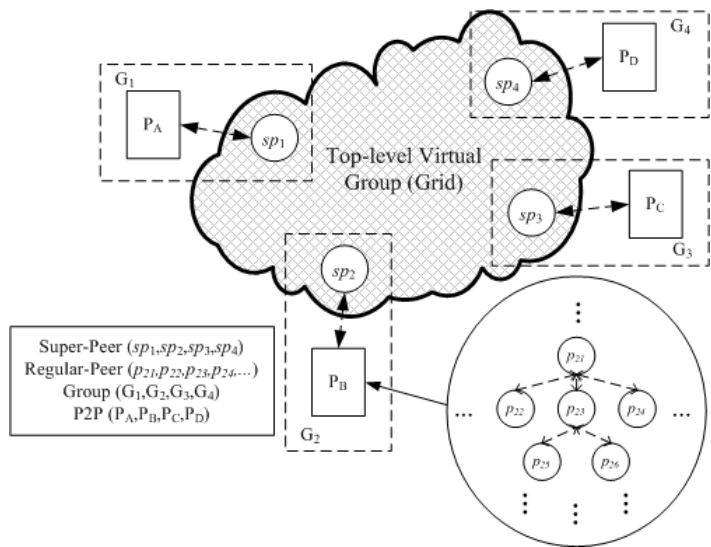 G4
sp4
PD
G1
PA
sp1
Top-level Virtual
Group (Grid)
sp3
PC
G3
sp2
PB
G2
Super-Peer (sp1,sp2,sp3,sp4)
Regular-Peer (p21,p22,p23,p24,...)
Group (G1,G2,G3,G4)
P2P (PA,PB,PC,PD)
p21
... p22 p23 p24 ...
p25 p26